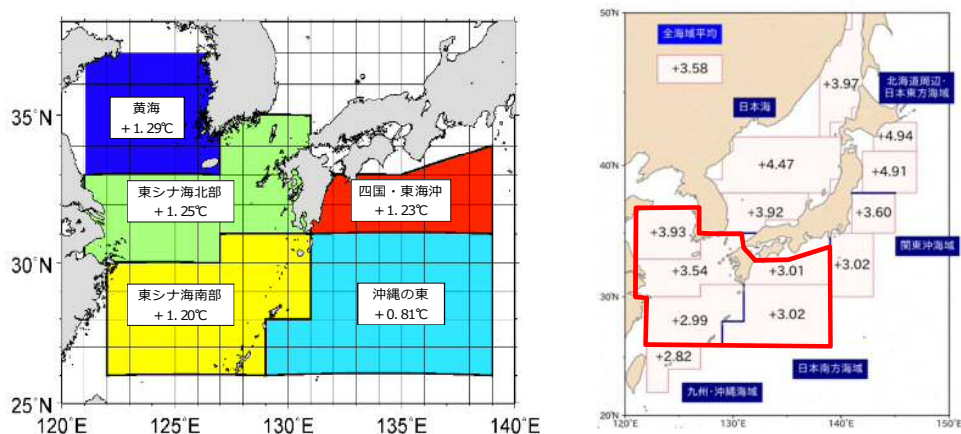 35°N
30°N
25°N
120°E
125°E
130°E
135°E
140°E
黄海
+1.29℃
東シナ海北部
+1.25℃
四国・東海沖
+1.23℃
東シナ海南部
+1.20℃
沖縄の東
+0.81℃
50°N
40°N
30°N
20°N
120°E
130°E
140°E
150°E
全海域平均
+3.58
日本海
北海道周辺・
日本東方海域
+3.97
+4.94
+4.47
+4.91
+3.92
+3.60
関東沖海域
+3.93
+3.54
+3.01
+3.02
+2.99
+3.02
+2.82
日本南方海域
九州・沖縄海域